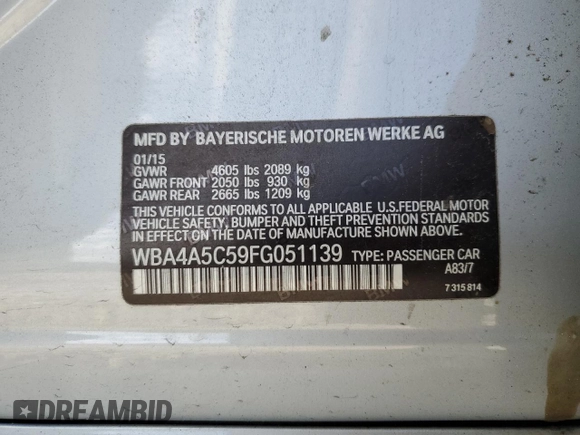 MFD BY BAYERISCHE MOTOREN WERKE AG
01/15
GVWR 4605 lbs 2089 kg
GAWR FRONT 2050 lbs 930 kg
GAWR REAR 2665 lbs 1209 kg
THIS VEHICLE CONFORMS TO ALL APPLICABLE U.S.FEDERAL MOTOR
VEHICLE SAFETY, BUMPER AND THEFT PREVENTION STANDARDS
IN EFFECT ON THE DATE OF MANUFACTURE SHOWN ABOVE.
WBA4A5C59FG051139 TYPE: PASSENGER CAR
A83/7
7 315 814
DREAMBID